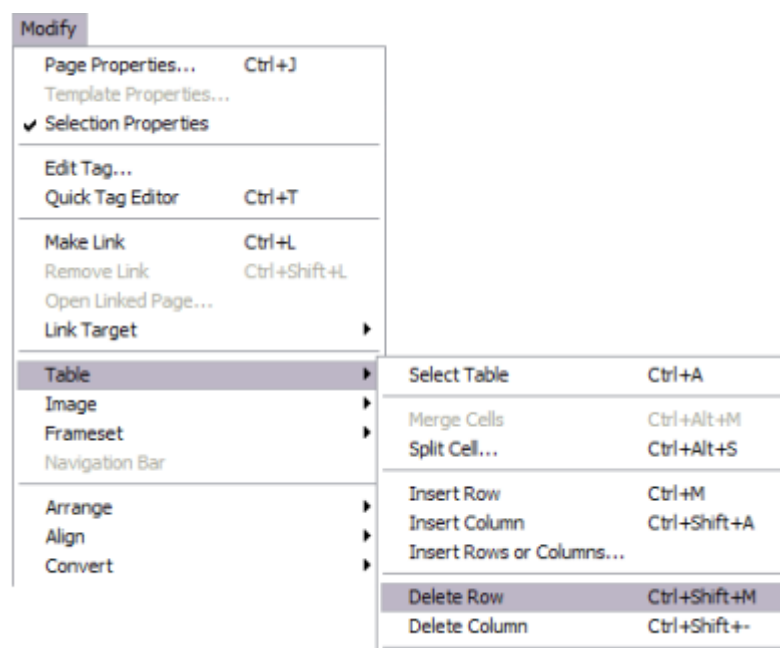 Modify
Page Properties... Ctrl+J
Template Properties...
Selection Properties
Edit Tag...
Quick Tag Editor Ctrl+T
Make Link Ctrl+L
Remove Link Ctrl+Shift+L
Open Linked Page...
Link Target
Table
Image
Frameset
Navigation Bar
Arrange
Align
Convert
Select Table Ctrl+A
Merge Cells Ctrl+Alt+M
Split Cell... Ctrl+Alt+S
Insert Row Ctrl+M
Insert Column Ctrl+Shift+A
Insert Rows or Columns...
Delete Row Ctrl+Shift+M
Delete Column Ctrl+Shift+-